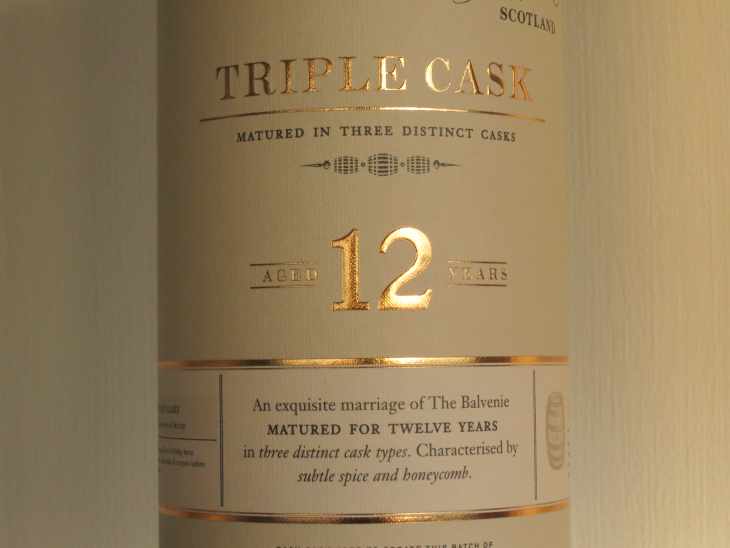 SCOTLAND
TRIPLE CASK
MATURED IN THREE DISTINCT CASKS
AGED 12 YEARS
An exquisite marriage of The Balvenie
MATURED FOR TWELVE YEARS
in three distinct cask types. Characterised by
subtle spice and honeycomb.